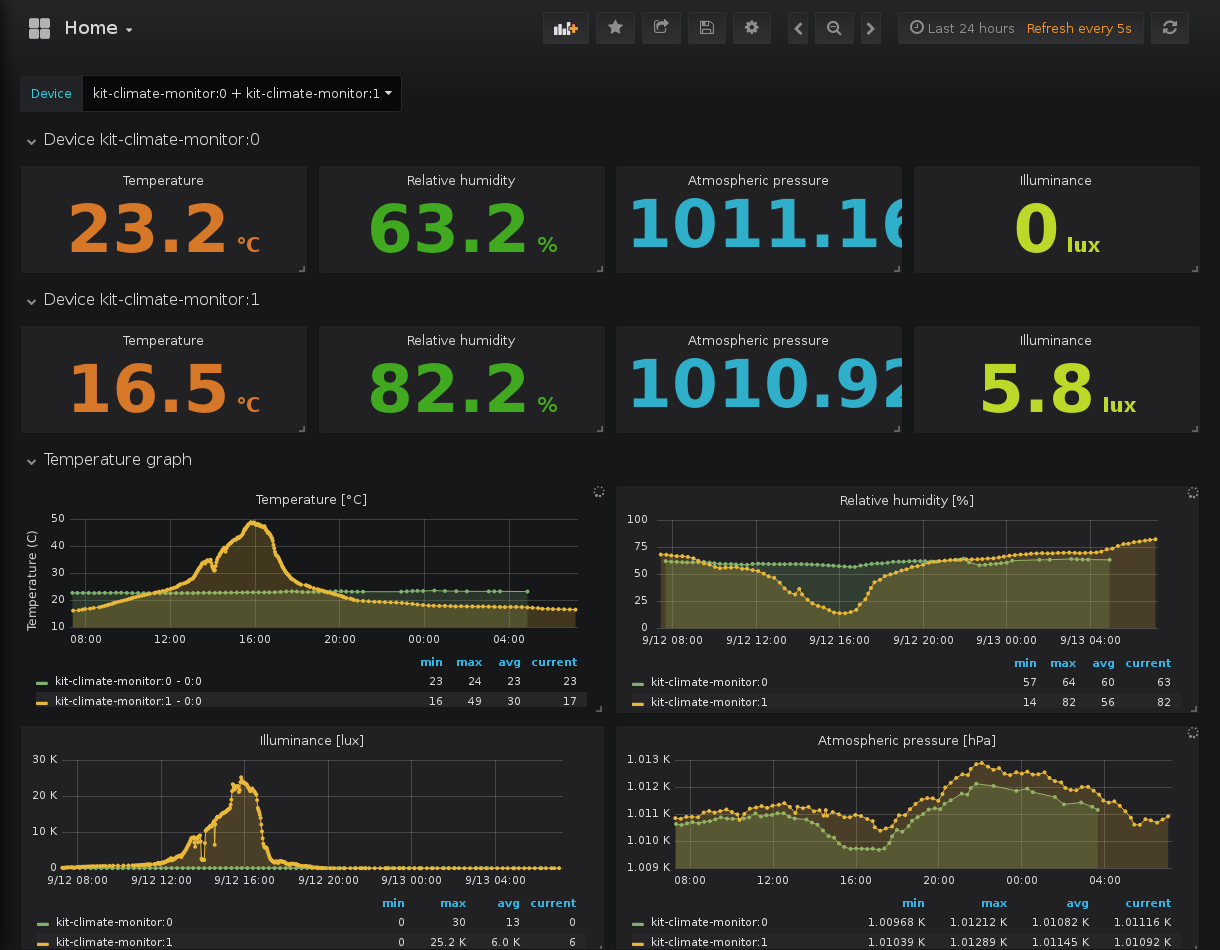 Home
Last 24 hours Refresh every 5s
Device kit-climate-monitor:0 + kit-climate-monitor:1
Device kit-climate-monitor:0
Temperature Relative humidity Atmospheric pressure Illuminance
23.2 °C 63.2 % 1011.16 0 lux
Device kit-climate-monitor:1
Temperature Relative humidity Atmospheric pressure Illuminance
16.5 °C 82.2 % 1010.92 5.8 lux
Temperature graph
Temperature [°C]
Temperature (C)
50
40
30
20
10
08:00 12:00 16:00 20:00 00:00 04:00
min max avg current
kit-climate-monitor:0 - 0:0 23 24 23 23
kit-climate-monitor:1 - 0:0 16 49 30 17
Relative humidity [%]
100
75
50
25
0
9/12 08:00 9/12 12:00 9/12 16:00 9/12 20:00 9/13 00:00 9/13 04:00
min max avg current
kit-climate-monitor:0 57 64 60 63
kit-climate-monitor:1 14 82 56 82
Illuminance [lux]
30 K
20 K
10 K
0
9/12 08:00 9/12 12:00 9/12 16:00 9/12 20:00 9/13 00:00 9/13 04:00
min max avg current
kit-climate-monitor:0 0 30 13 0
kit-climate-monitor:1 0 25.2 K 6.0 K 6
Atmospheric pressure [hPa]
1.013 K
1.012 K
1.011 K
1.010 K
1.009 K
08:00 12:00 16:00 20:00 00:00 04:00
min max avg current
kit-climate-monitor:0 1.00968 K 1.01212 K 1.01082 K 1.01116 K
kit-climate-monitor:1 1.01039 K 1.01289 K 1.01145 K 1.01092 K